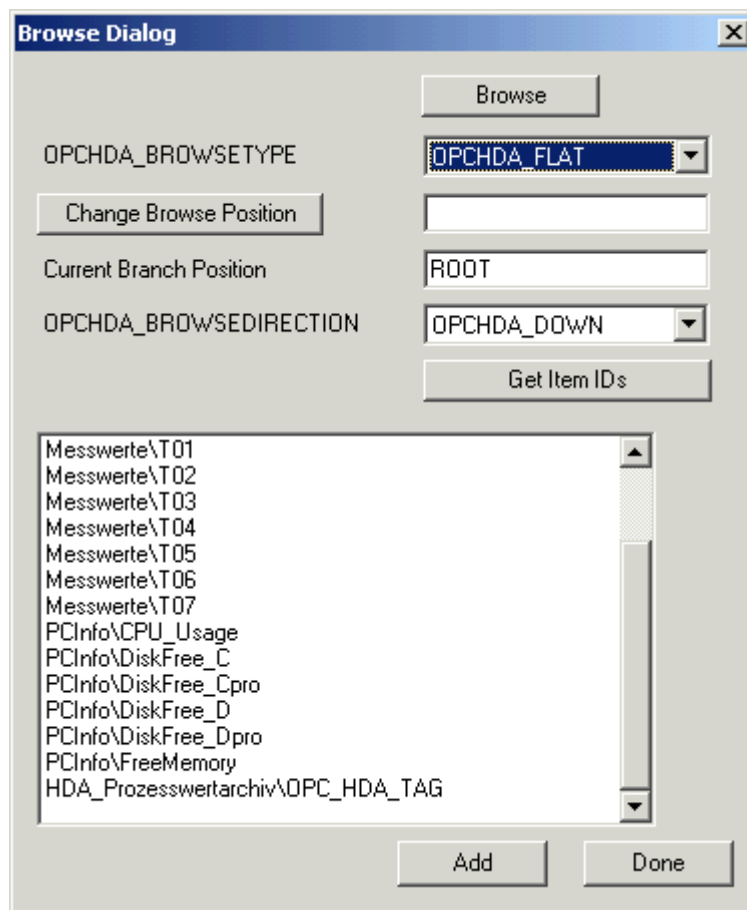 Browse Dialog
Browse
OPCHDA_BROWSETYPE
OPCHDA_FLAT
Change Browse Position
Current Branch Position
ROOT
OPCHDA_BROWSEDIRECTION
OPCHDA_DOWN
Get Item IDs
Messwerte\T01
Messwerte\T02
Messwerte\T03
Messwerte\T04
Messwerte\T05
Messwerte\T06
Messwerte\T07
PCInfo\CPU_Usage
PCInfo\DiskFree_C
PCInfo\DiskFree_Cpro
PCInfo\DiskFree_D
PCInfo\DiskFree_Dpro
PCInfo\FreeMemory
HDA_Prozesswertarchiv\OPC_HDA_TAG
Add
Done